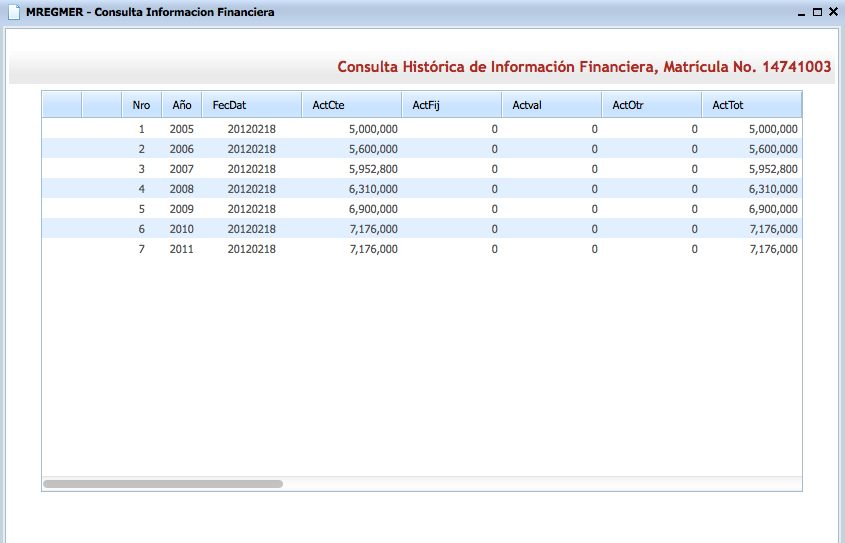 MREGMER - Consulta Informacion Financiera
Consulta Histórica de Información Financiera, Matrícula No. 14741003
Nro Año FecDat ActCte ActFij Actval ActOtr ActTot
1 2005 20120218 5,000,000 0 0 0 5,000,000
2 2006 20120218 5,600,000 0 0 0 5,600,000
3 2007 20120218 5,952,800 0 0 0 5,952,800
4 2008 20120218 6,310,000 0 0 0 6,310,000
5 2009 20120218 6,900,000 0 0 0 6,900,000
6 2010 20120218 7,176,000 0 0 0 7,176,000
7 2011 20120218 7,176,000 0 0 0 7,176,000